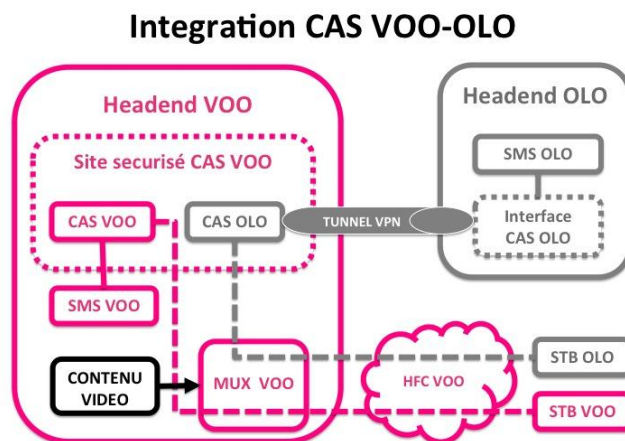 Integration CAS VOO-OLO
Headend VOO
Headend OLO
Site securisé CAS VOO
SMS OLO
CAS VOO
CAS OLO
TUNNEL VPN
Interface
CAS OLO
SMS VOO
CONTENU
VIDEO
MUX VOO
HFC VOO
STB OLO
STB VOO